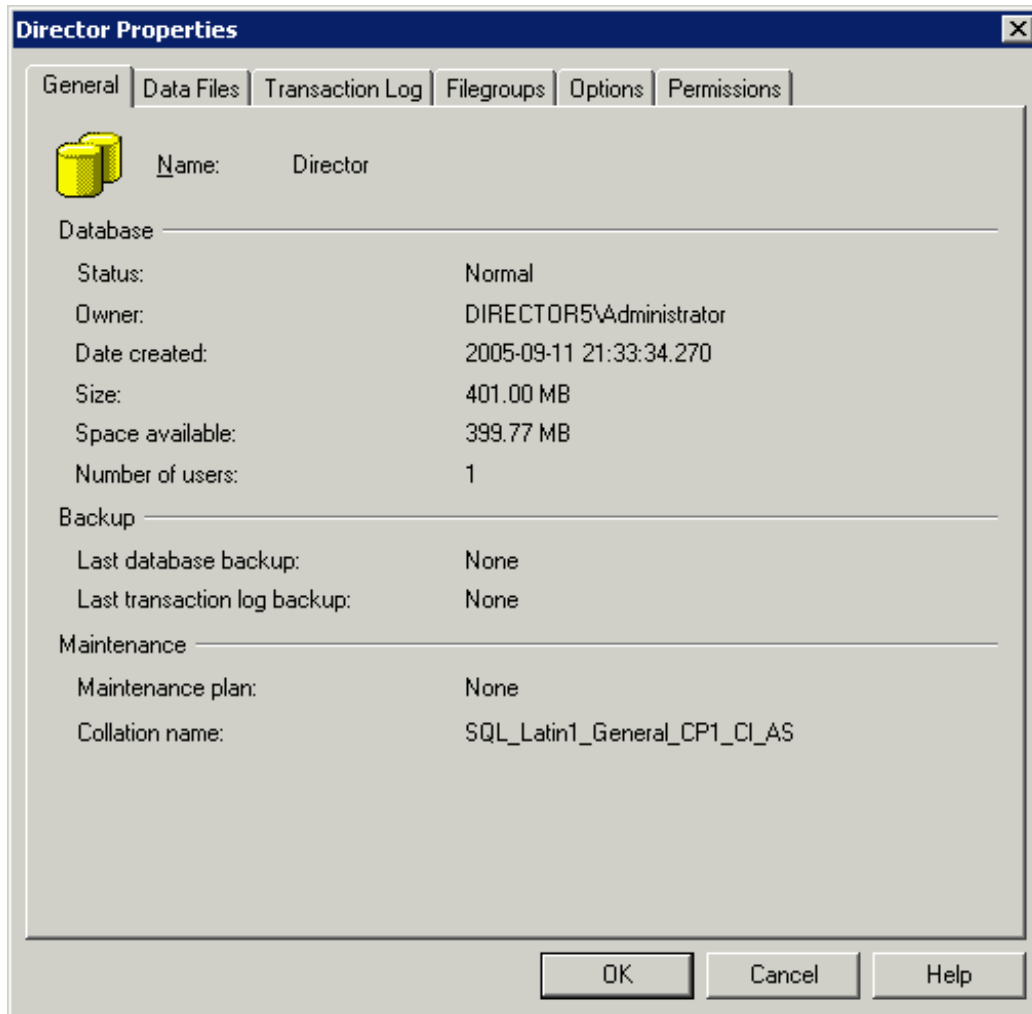 Director Properties
General Data Files Transaction Log Filegroups Options Permissions
Name: Director
Database
Status: Normal
Owner: DIRECTOR5\Administrator
Date created: 2005-09-11 21:33:34.270
Size: 401.00 MB
Space available: 399.77 MB
Number of users: 1
Backup
Last database backup: None
Last transaction log backup: None
Maintenance
Maintenance plan: None
Collation name: SQL_Latin1_General_CP1_CI_AS
OK Cancel Help